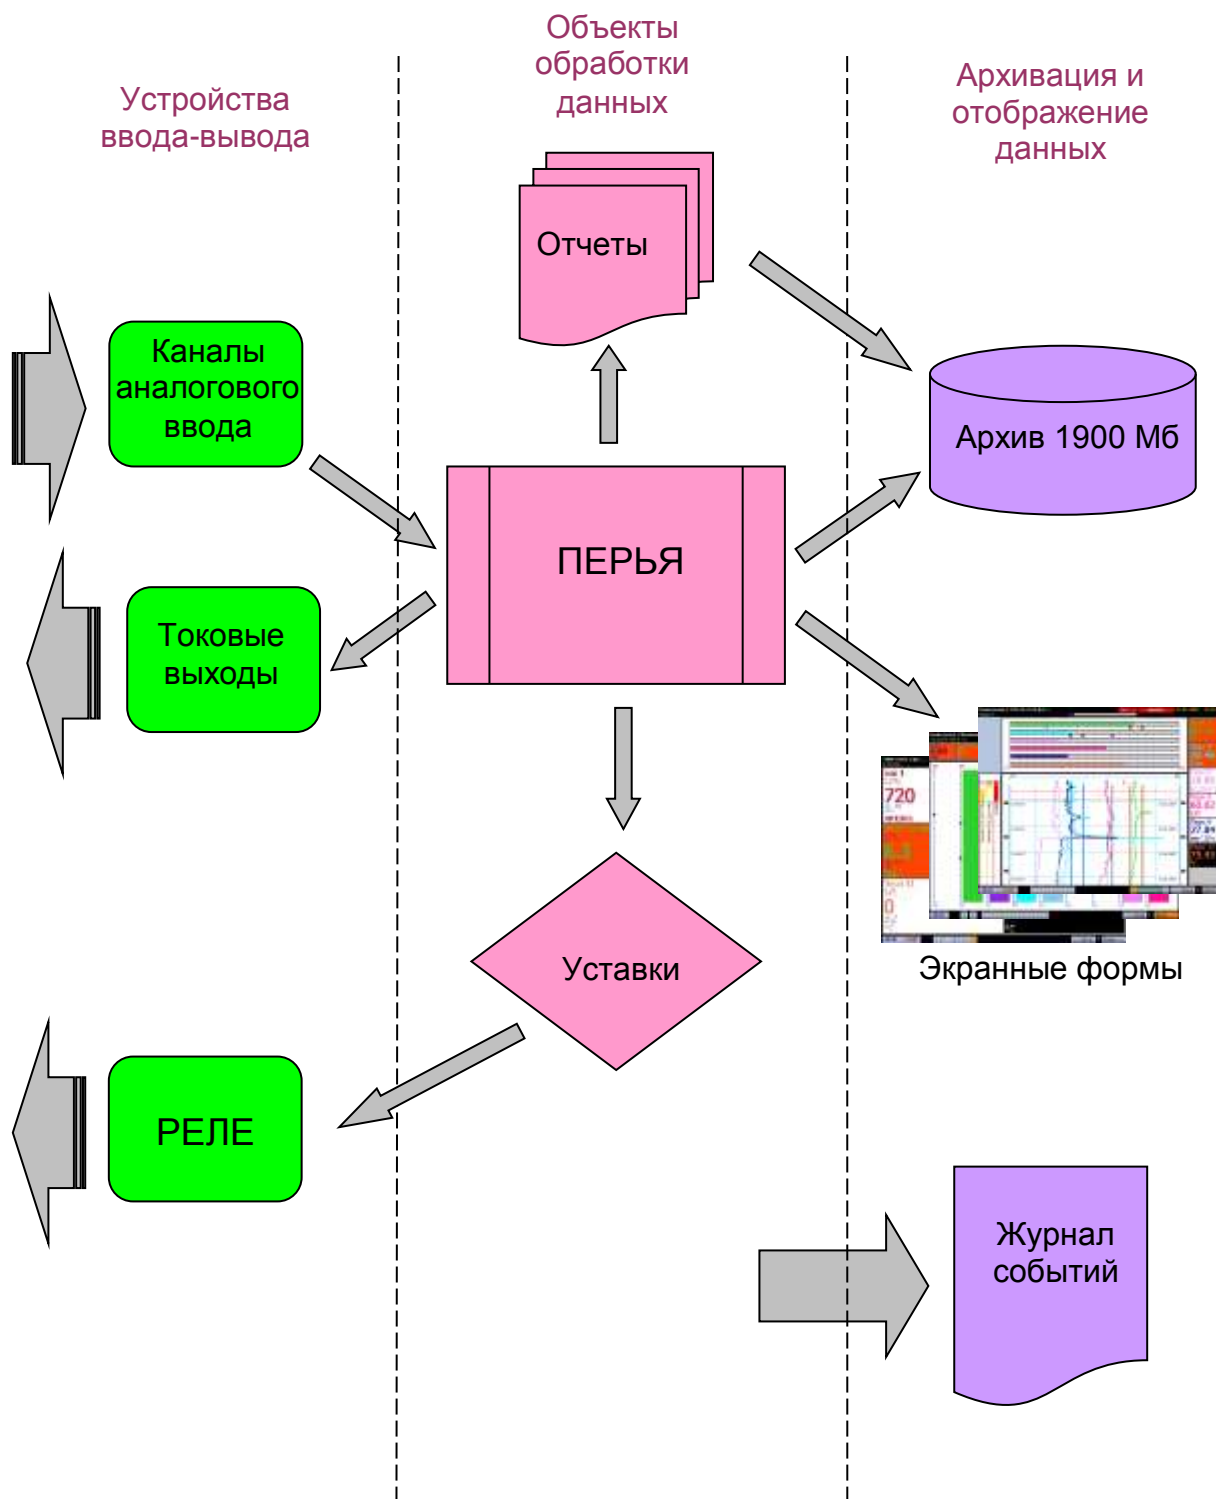 Устройства
ввода-вывода
Объекты
обработки
данных
Архивация и
отображение
данных
Отчеты
Каналы
аналогового
ввода
Архив 1900 Мб
ПЕРЬЯ
Токовые
выходы
720
Экранные формы
Уставки
РЕЛЕ
Журнал
событий